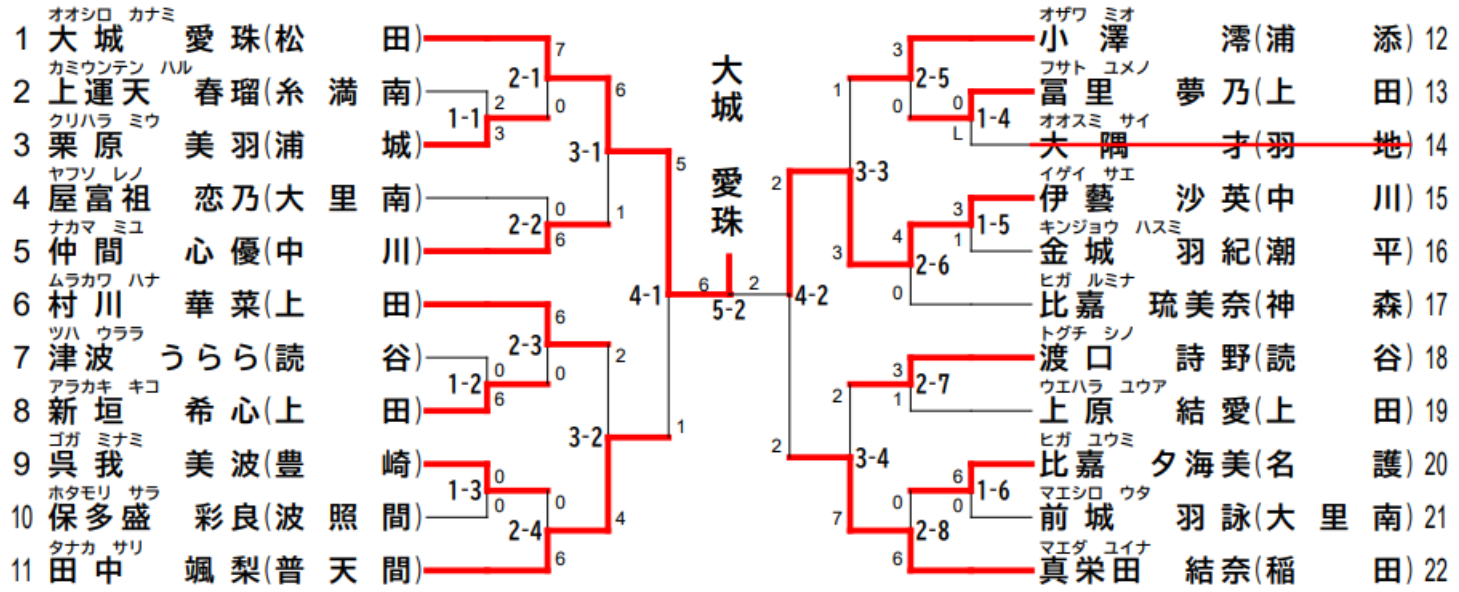 オオシロ カナミ
1 大城 愛珠(松田)
カミウンテン ハル
2 上運天 春瑠(糸満南)
クリハラ ミウ
3 栗原 美羽(浦城)
ヤフソ レノ
4 屋富祖 恋乃(大里南)
ナカマ ミユ
5 仲間 心優(中川)
ムラカワ ハナ
6 村川 華菜(上田)
ツハ ウララ
7 津波 うらら(読谷)
アラカキ キコ
8 新垣 希心(上田)
ゴガ ミナミ
9 呉我 美波(豊崎)
ホタモリ サラ
10 保多盛 彩良(波照間)
タナカ サリ
11 田中 颯梨(普天間)
7
2-1
0
2
1-1
3
6
3-1
1
0
2-2
6
5
4-1
1
6
2-3
0
0
1-2
6
2
3-2
4
0
1-3
0
0
2-4
6
大城 愛珠
6
2
5-2
2
4-2
2
1
3-3
3
3
2-5
0
0
1-4
L
4
2-6
0
3
1-5
1
2
3-4
7
3
2-7
1
0
2-8
6
6
1-6
0
オザワ ミオ
小澤 澪(浦添) 12
フサト ユメノ
冨里 夢乃(上田) 13
オオスミ サイ
大隅 才(羽地) 14
イゲイ サエ
伊藝 沙英(中川) 15
キンジョウ ハスミ
金城 羽紀(潮平) 16
ヒガ ルミナ
比嘉 琉美奈(神森) 17
トグチ シノ
渡口 詩野(読谷) 18
ウエハラ ユウア
上原 結愛(上田) 19
ヒガ ユウミ
比嘉 夕海美(名護) 20
マエシロ ウタ
前城 羽詠(大里南) 21
マエダ ユイナ
真栄田 結奈(稲田) 22